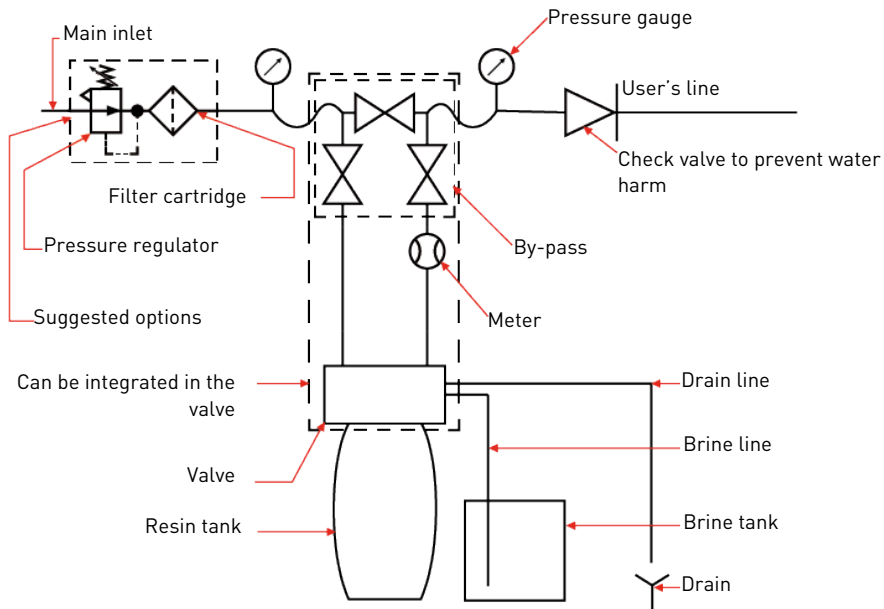 Main inlet
Pressure gauge
User's line
Check valve to prevent water
harm
Filter cartridge
Pressure regulator
By-pass
Suggested options
Meter
Can be integrated in the
valve
Drain line
Brine line
Valve
Resin tank
Brine tank
Drain